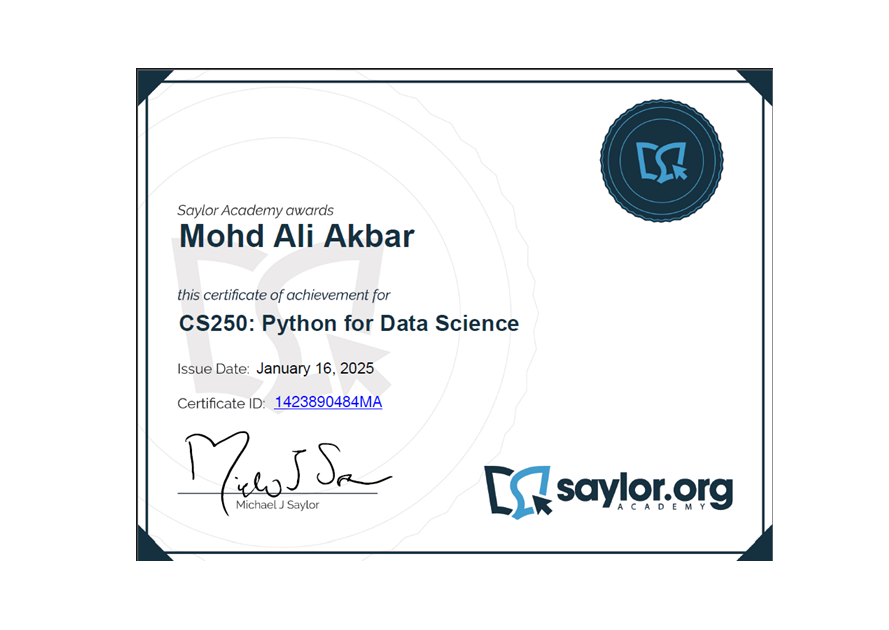 Saylor Academy awards
Mohd Ali Akbar
this certificate of achievement for
CS250: Python for Data Science
Issue Date: January 16, 2025
Certificate ID: 1423890484MA
Michael J Saylor
saylor.org
ACADEMY